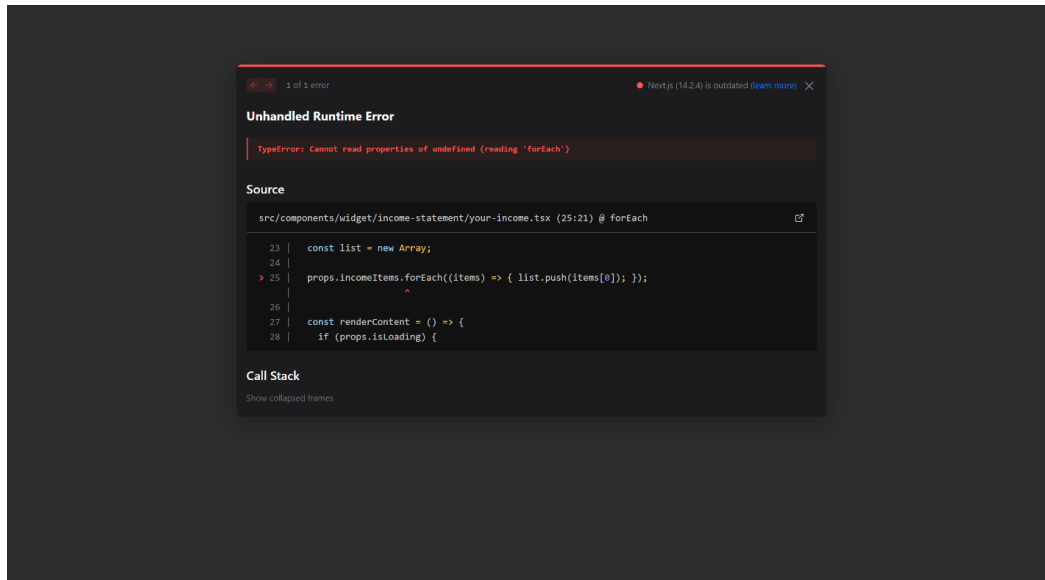 ← → 1 of 1 error
Next.js (14.2.4) is outdated (learn more)
Unhandled Runtime Error
TypeError: Cannot read properties of undefined (reading 'forEach')
Source
src/components/widget/income-statement/your-income.tsx (25:21) @ forEach
23 | const list = new Array;
24 |
> 25 | props.incomeItems.forEach((items) => { list.push(items[0]); });
| ^
26 |
27 | const renderContent = () => {
28 | if (props.isLoading) {
Call Stack
Show collapsed frames